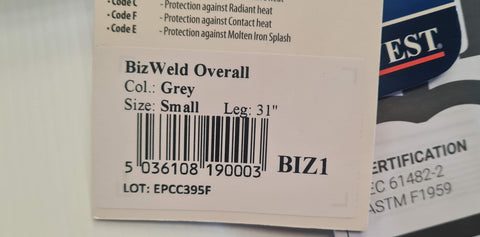 - Code C - Protection against Radiant heat
- Code F - Protection against Contact heat
Code E - Protection against Molten Iron Splash
BizWeld Overall
Col.: Grey
Size: Small Leg: 31"
5 036108 190003
BIZ1
LOT: EPCC395F
EST
ERTIFICATION
EC 61482-2
ASTM F1959